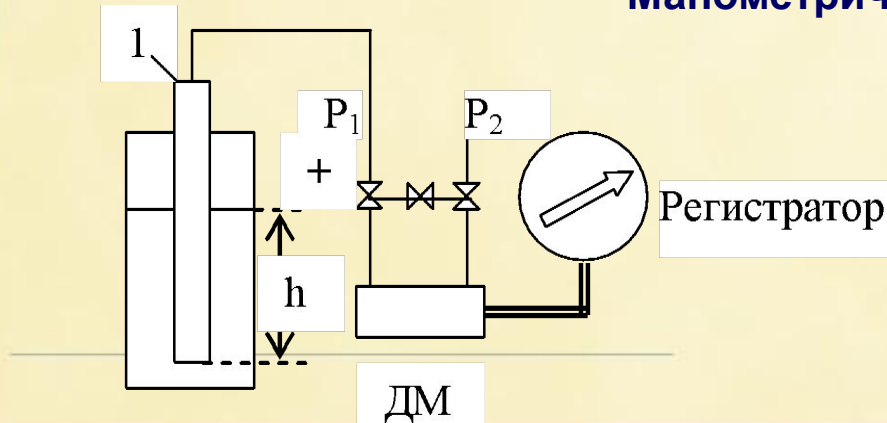 Манометрич
1
P₁
P₂
+
Регистратор
h
ДМ